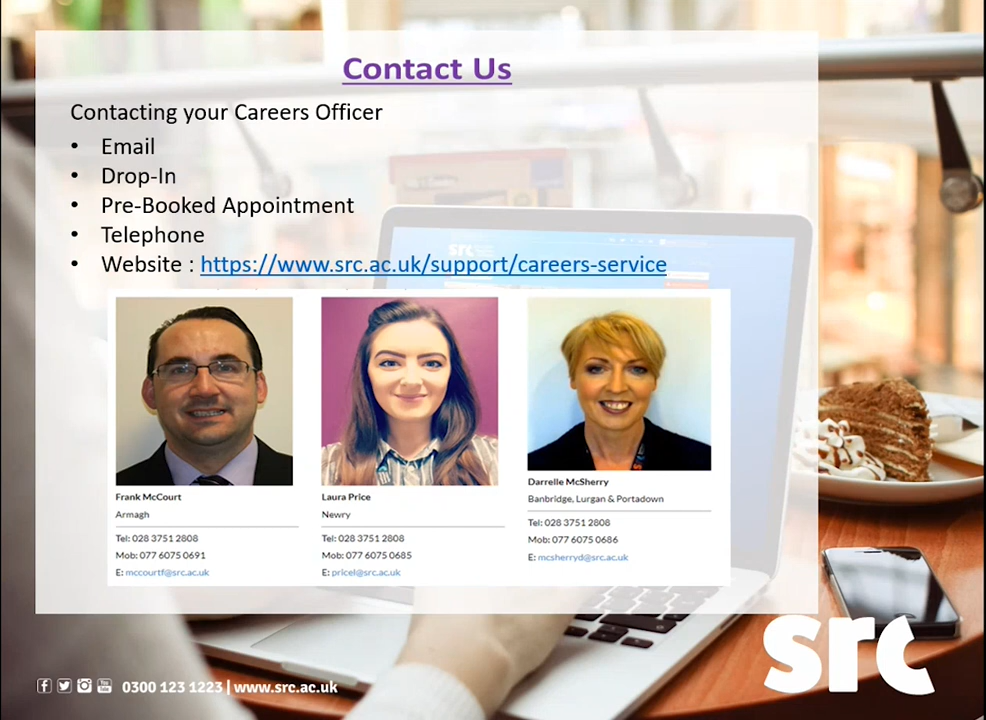 Contact Us
Contacting your Careers Officer
• Email
• Drop-In
• Pre-Booked Appointment
• Telephone
• Website : https://www.src.ac.uk/support/careers-service
src
Frank McCourt
Armagh
Tel: 028 3751 2808
Mob: 077 6075 0691
E: mccourtf@src.ac.uk
Laura Price
Newry
Tel: 028 3751 2808
Mob: 077 6075 0685
E: pricel@src.ac.uk
Darrelle McSherry
Banbridge, Lurgan & Portadown
Tel: 028 3751 2808
Mob: 077 6075 0686
E: mcsherryd@src.ac.uk
src
0300 123 1223 | www.src.ac.uk